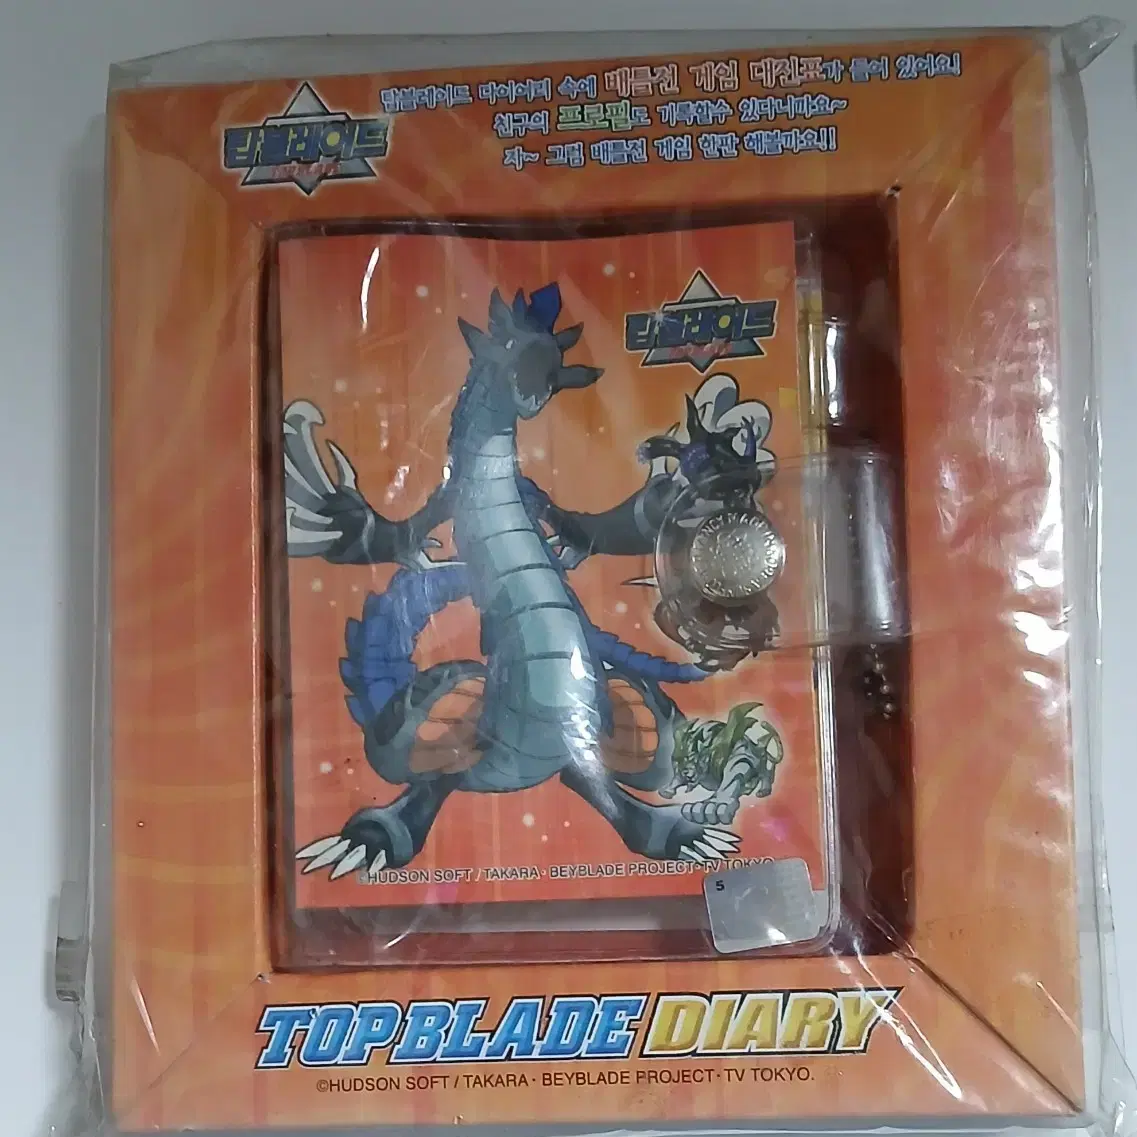 탑블레이드 다이어리 속에 배틀전 게임 대진표가 들어 있어요!
친구의 프로필도 기록할수 있다니까요~
자~ 그럼 배틀전 게임 한판 해볼까요!!
탑블레이드
TOPBLADE
탑블레이드
TOPBLADE
©HUDSON SOFT / TAKARA · BEYBLADE PROJECT · TV TOKYO
5
TOPBLADE DIARY
©HUDSON SOFT / TAKARA · BEYBLADE PROJECT · TV TOKYO.